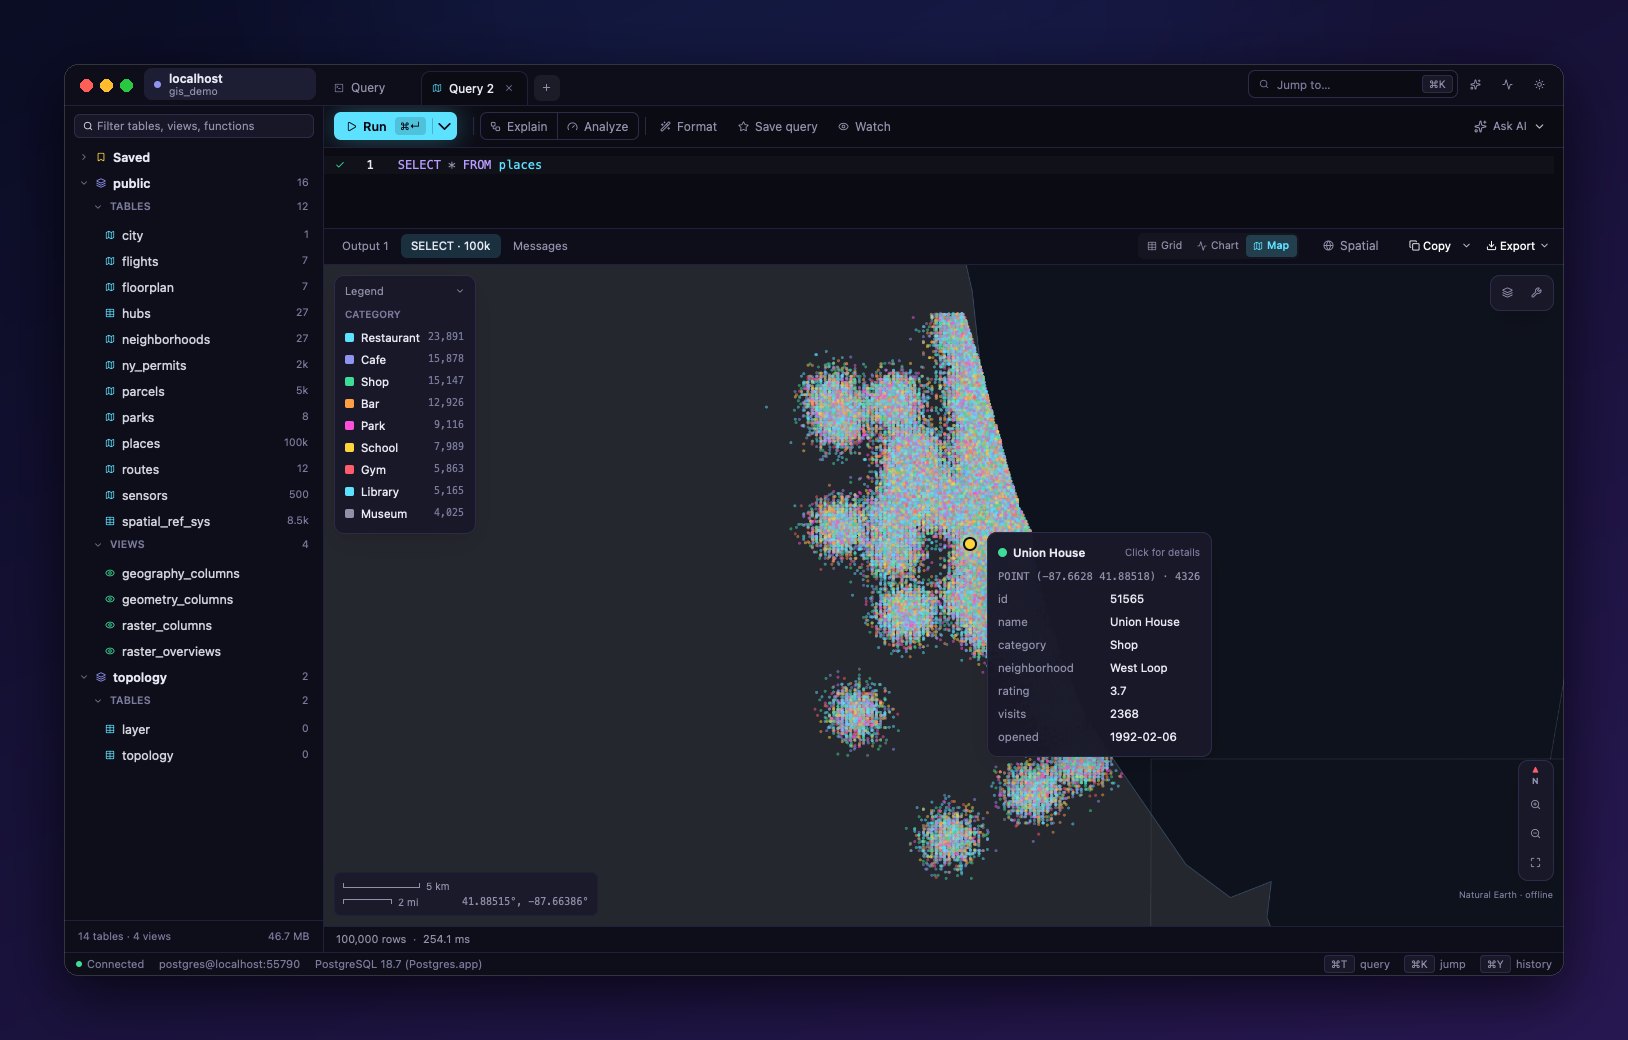 localhost
gis_demo
Query
Query 2
Jump to...
⌘K
Filter tables, views, functions
Run ⌘↵
Explain
Analyze
Format
Save query
Watch
Ask AI
Saved
public 16
TABLES 12
city 1
flights 7
floorplan 7
hubs 27
neighborhoods 27
ny_permits 2k
parcels 5k
parks 8
places 100k
routes 12
sensors 500
spatial_ref_sys 8.5k
VIEWS 4
geography_columns
geometry_columns
raster_columns
raster_overviews
topology 2
TABLES 2
layer 0
topology 0
14 tables · 4 views 46.7 MB
1 SELECT * FROM places
Output 1
SELECT · 100k
Messages
Grid
Chart
Map
Spatial
Copy
Export
Legend
CATEGORY
Restaurant 23,891
Cafe 15,878
Shop 15,147
Bar 12,926
Park 9,116
School 7,989
Gym 5,863
Library 5,165
Museum 4,025
Union House Click for details
POINT (−87.6628 41.88518) · 4326
id 51565
name Union House
category Shop
neighborhood West Loop
rating 3.7
visits 2368
opened 1992-02-06
N
5 km
2 mi
41.88515°, −87.66386°
Natural Earth · offline
100,000 rows · 254.1 ms
Connected postgres@localhost:55790 PostgreSQL 18.7 (Postgres.app)
⌘T query ⌘K jump ⌘Y history